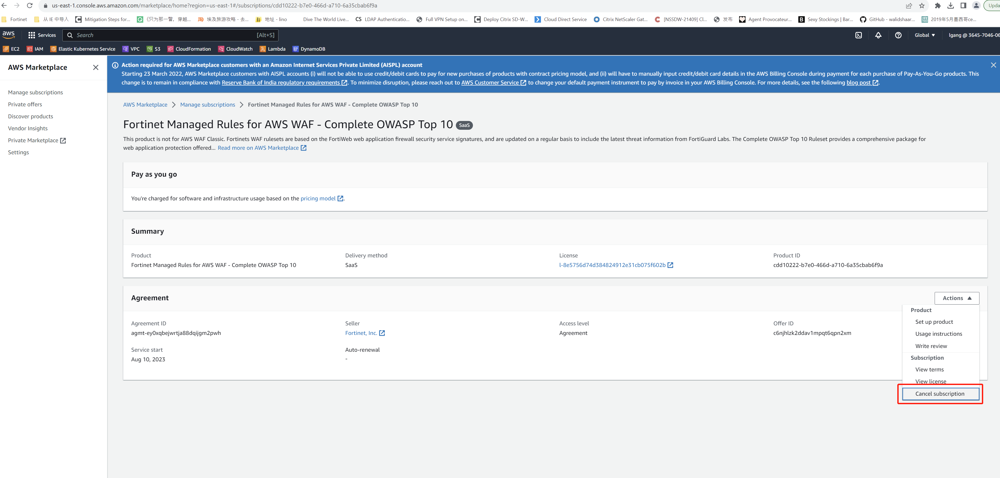 us-east-1.console.aws.amazon.com/marketplace/home?region=us-east-1#/subscriptions/cdd10222-b7e0-466d-a710-6a35cbab6f9a
Upda
Fortinet 从 IE 中导入 Mitigation Steps for... 《只为那一瞥，穿越... 埃及旅游攻略 - 去... 地址 - lino Dive The World Live... CS LDAP Authenticatio... Full VPN Setup on... Deploy Citrix SD-W... Cloud Direct Service Citrix NetScaler Gat... [NSSDW-21409] Cl... 发布 Agent Provocateur... Sexy Stockings | Bar... GitHub - walidshaar... 2019年5月墨西哥ce...
aws Services Search [Alt+S] Global lgang @ 3645-7046-06
EC2 IAM Elastic Kubernetes Service VPC S3 CloudFormation CloudWatch Lambda DynamoDB
AWS Marketplace
Manage subscriptions
Private offers
Discover products
Vendor Insights
Private Marketplace
Settings
Action required for AWS Marketplace customers with an Amazon Internet Services Private Limited (AISPL) account
Starting 23 March 2022, AWS Marketplace customers with AISPL accounts (i) will not be able to use credit/debit cards to pay for new purchases of products with contract pricing model, and (ii) will have to manually input credit/debit card details in the AWS Billing Console during payment for each purchase of Pay-As-You-Go products. This
change is to remain in compliance with Reserve Bank of India regulatory requirements. To minimize disruption, please reach out to AWS Customer Service to change your default payment instrument to pay by invoice in your AWS Billing Console. For more details, see the following blog post.
AWS Marketplace > Manage subscriptions > Fortinet Managed Rules for AWS WAF - Complete OWASP Top 10
Fortinet Managed Rules for AWS WAF - Complete OWASP Top 10 SaaS
This product is not for AWS WAF Classic. Fortinets WAF rulesets are based on the FortiWeb web application firewall security service signatures, and are updated on a regular basis to include the latest threat information from FortiGuard Labs. The Complete OWASP Top 10 Ruleset provides a comprehensive package for
web application protection offered... Read more on AWS Marketplace
Pay as you go
You're charged for software and infrastructure usage based on the pricing model.
Summary
Product Delivery method License Product ID
Fortinet Managed Rules for AWS WAF - Complete OWASP Top 10 SaaS l-8e5756d74d384824912e31cb075f602b cdd10222-b7e0-466d-a710-6a35cbab6f9a
Agreement
Actions
Agreement ID Seller Access level Offer ID
agmt-ey0xqbejwrtja88dqijgm2pwh Fortinet, Inc. Agreement c6njhlzk2ddav1mpqt6qpn2xm
Service start Auto-renewal
Aug 10, 2023 -
Product
Set up product
Usage instructions
Write review
Subscription
View terms
View license
Cancel subscription